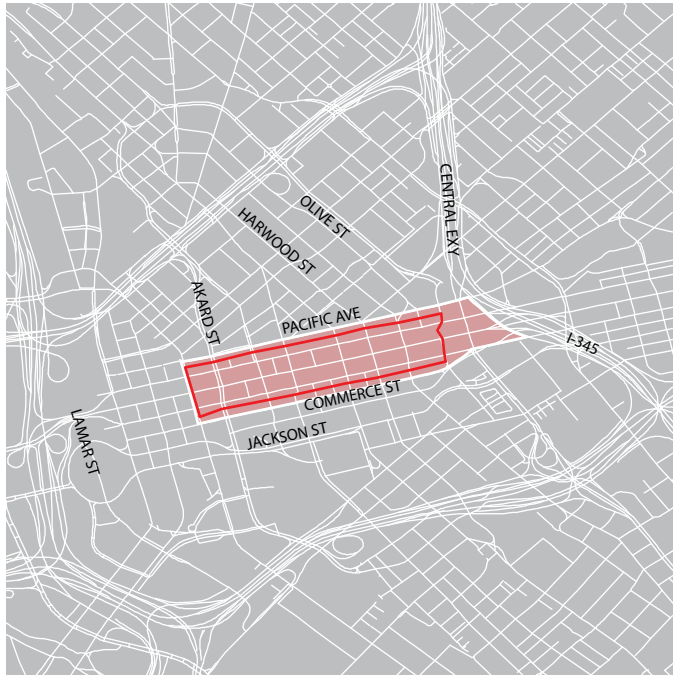 CENTRAL EXY
OLIVE ST
HARWOOD ST
AKARD ST
PACIFIC AVE
I-345
COMMERCE ST
LAMAR ST
JACKSON ST